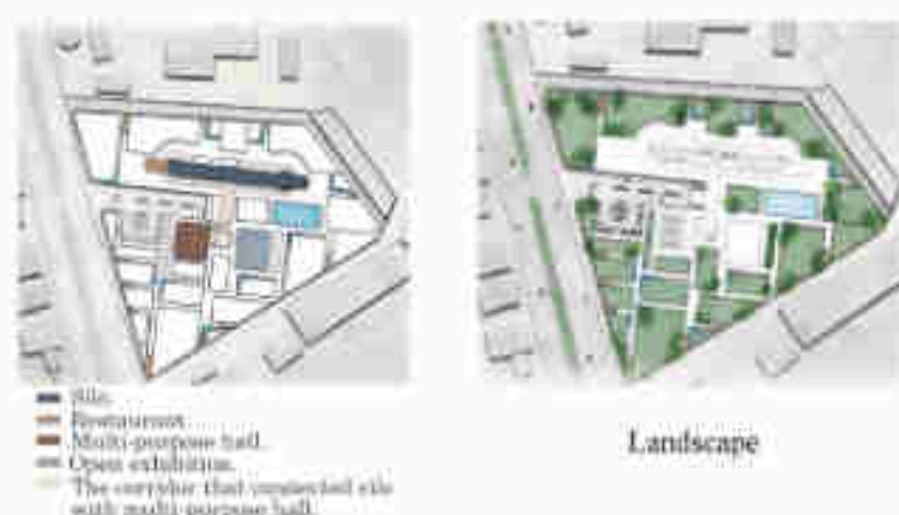 Silo.
Restaurant
Multi-purpose hall.
Open exhibition.
The corridor that connected silo
with multi-purpose hall.
Landscape